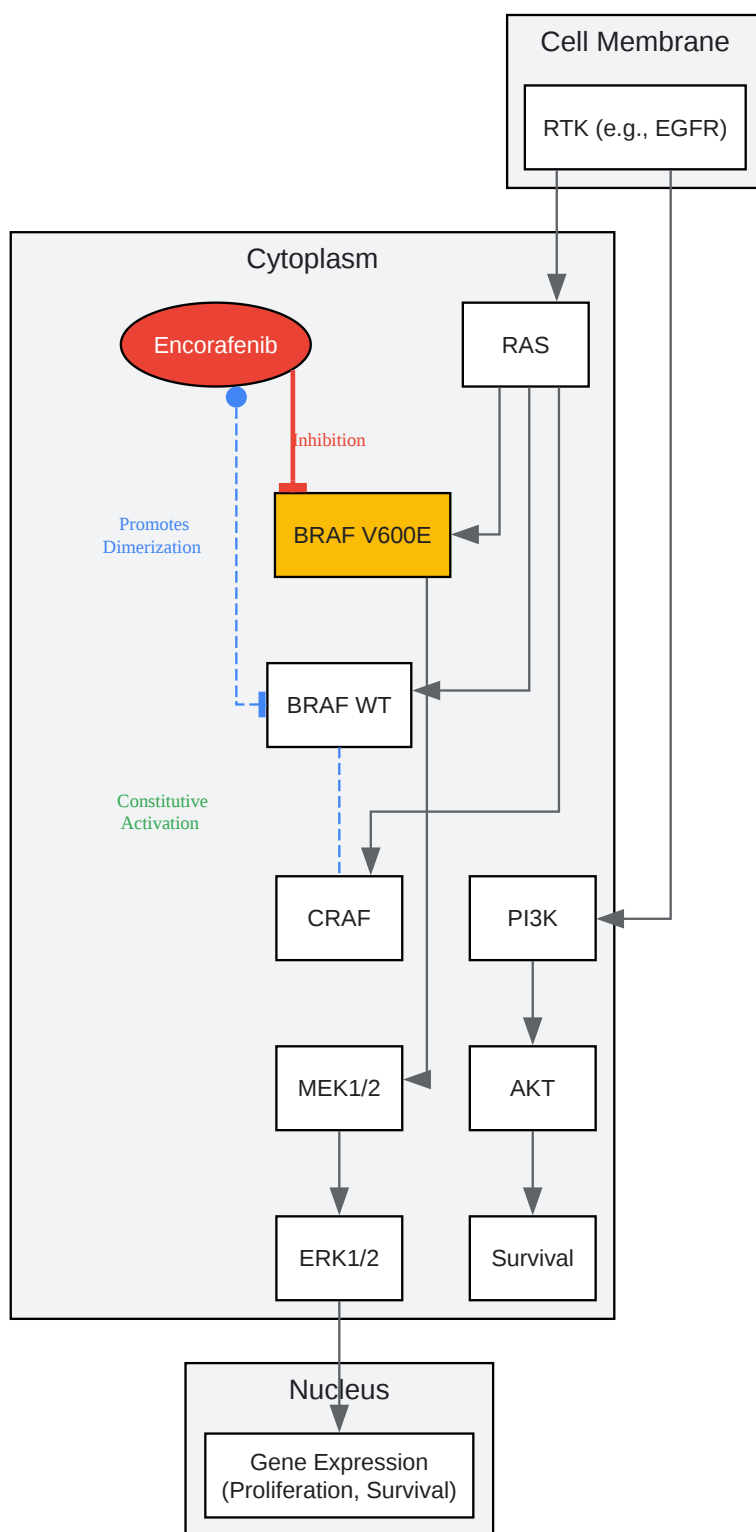 Cell Membrane
RTK (e.g., EGFR)
Cytoplasm
Encorafenib
RAS
Inhibition
BRAF V600E
Promotes
Dimerization
BRAF WT
Constitutive
Activation
CRAF
PI3K
MEK1/2
AKT
ERK1/2
Survival
Nucleus
Gene Expression
(Proliferation, Survival)